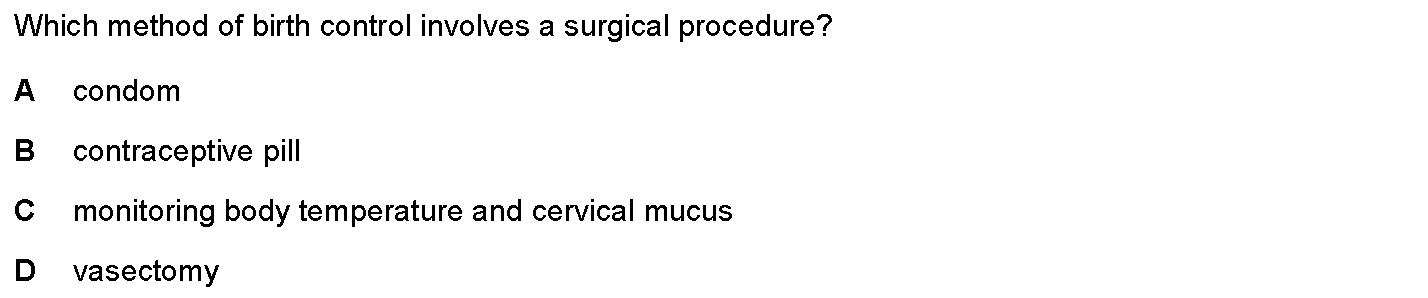 Which method of birth control involves a surgical procedure?
A condom
B contraceptive pill
C monitoring body temperature and cervical mucus
D vasectomy